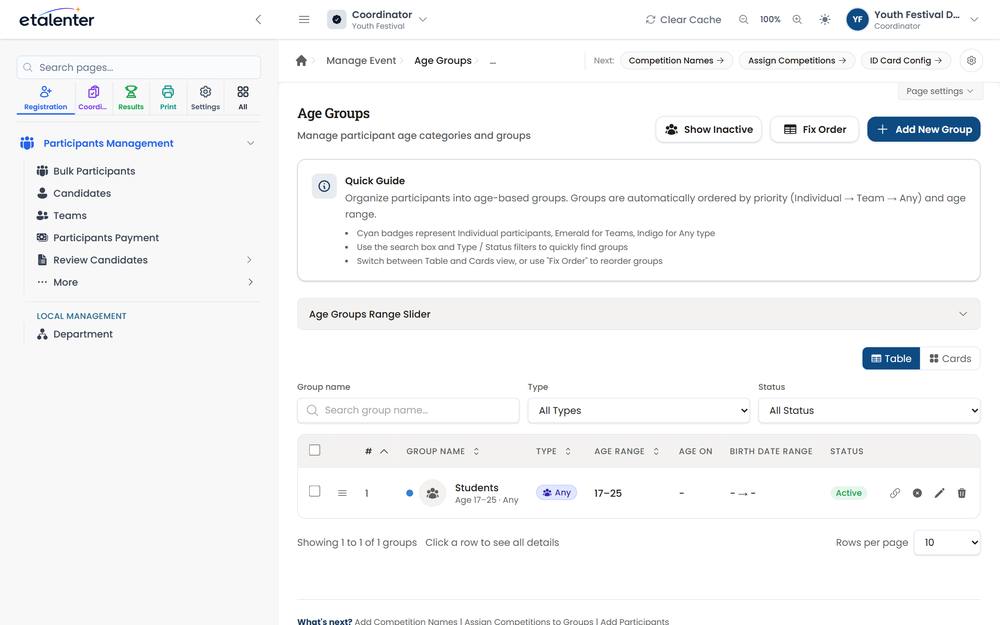 etalenter
Coordinator
Youth Festival
Clear Cache
100%
YF
Youth Festival D...
Coordinator
Search pages...
Registration
Coordi...
Results
Print
Settings
All
Participants Management
Bulk Participants
Candidates
Teams
Participants Payment
Review Candidates
More
LOCAL MANAGEMENT
Department
Manage Event
Age Groups
...
Next:
Competition Names →
Assign Competitions →
ID Card Config →
Page settings
Age Groups
Manage participant age categories and groups
Show Inactive
Fix Order
Add New Group
Quick Guide
Organize participants into age-based groups. Groups are automatically ordered by priority (Individual → Team → Any) and age
range.
• Cyan badges represent Individual participants, Emerald for Teams, Indigo for Any type
• Use the search box and Type / Status filters to quickly find groups
• Switch between Table and Cards view, or use "Fix Order" to reorder groups
Age Groups Range Slider
Table
Cards
Group name
Type
Status
Search group name...
All Types
All Status
# GROUP NAME TYPE AGE RANGE AGE ON BIRTH DATE RANGE STATUS
1 Students Any 17–25 - - → - Active
Age 17–25 · Any
Showing 1 to 1 of 1 groups Click a row to see all details
Rows per page 10
What's next? Add Competition Names | Assign Competitions to Groups | Add Participants